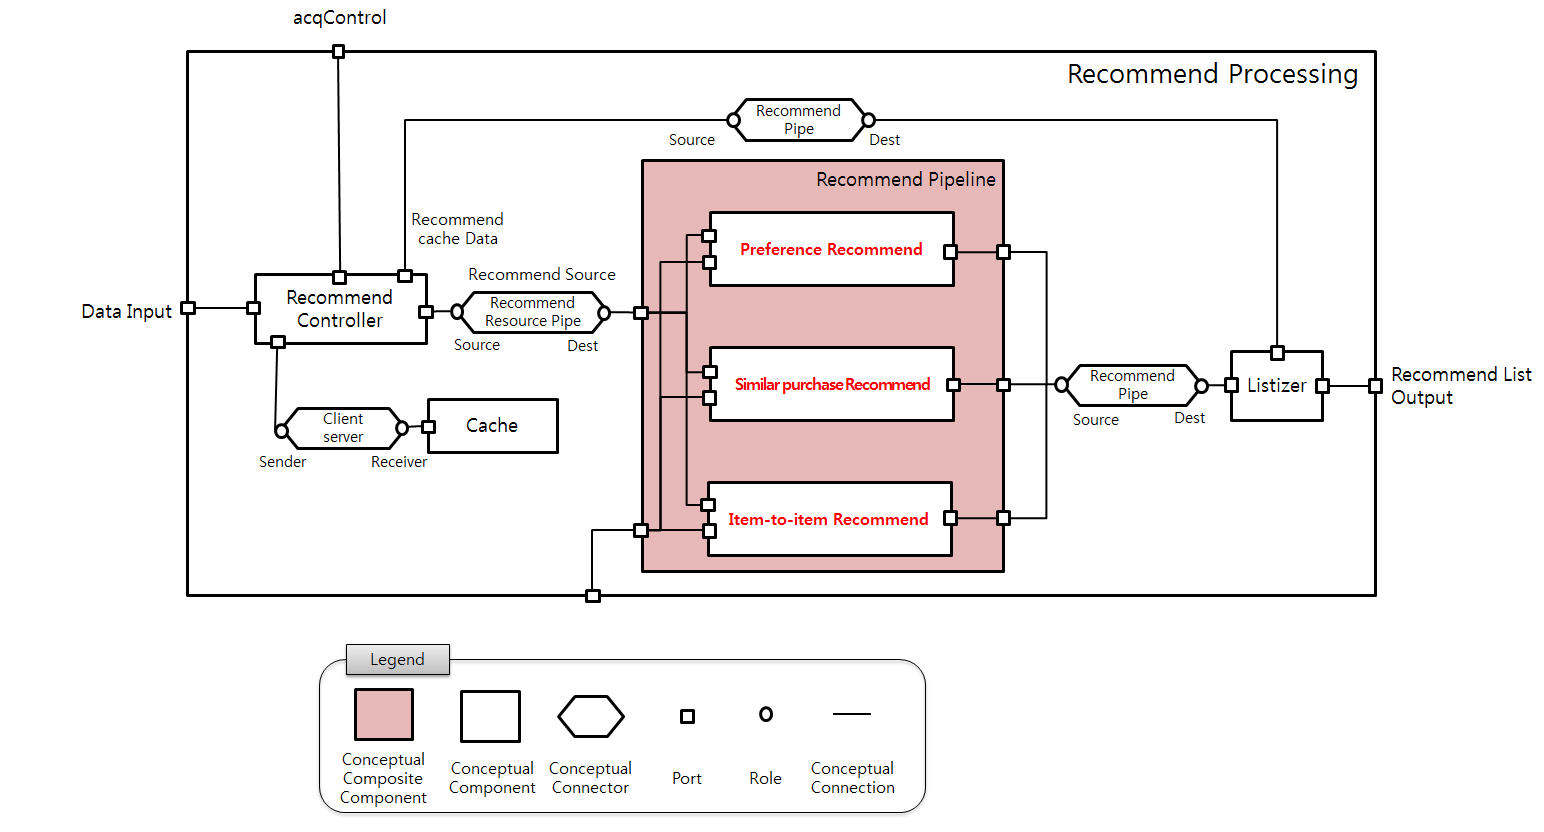 acqControl
Recommend Processing
Recommend
Pipe
Source
Dest
Recommend Pipeline
Recommend
cache Data
Preference Recommend
Recommend Source
Data Input
Recommend
Controller
Recommend
Resource Pipe
Source
Dest
Similar purchase Recommend
Recommend
Pipe
Source
Dest
Listizer
Recommend List
Output
Client
server
Sender
Receiver
Cache
Item-to-item Recommend
Legend
Conceptual
Composite
Component
Conceptual
Component
Conceptual
Connector
Port
Role
Conceptual
Connection